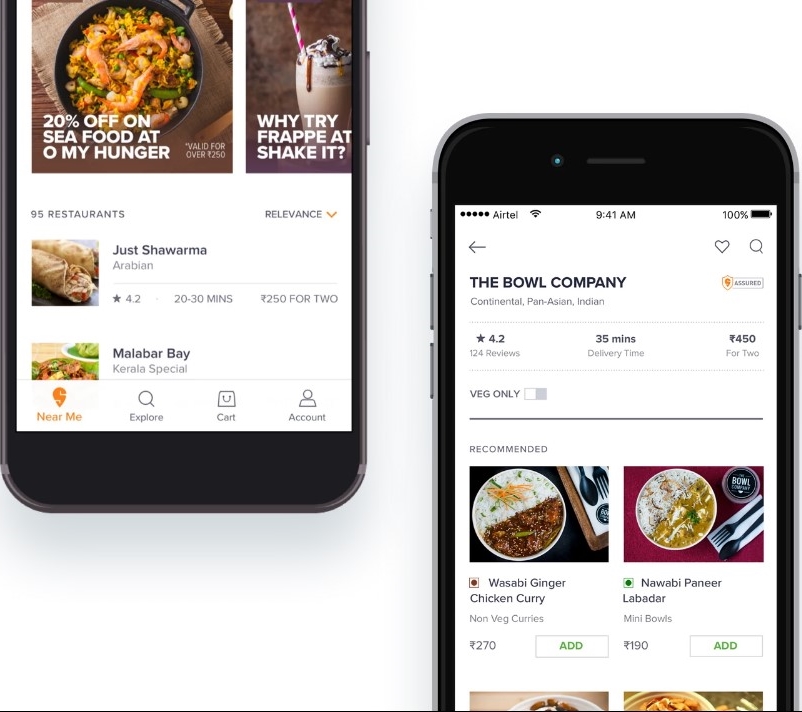 20% OFF ON
SEA FOOD AT
O MY HUNGER
*VALID FOR
OVER ₹250
WHY TRY
FRAPPE AT
SHAKE IT?
95 RESTAURANTS
RELEVANCE
Just Shawarma
Arabian
★ 4.2 · 20-30 MINS ₹250 FOR TWO
Malabar Bay
Kerala Special
Near Me Explore Cart Account
Airtel 9:41 AM 100%
THE BOWL COMPANY
ASSURED
Continental, Pan-Asian, Indian
★ 4.2 35 mins ₹450
124 Reviews Delivery Time For Two
VEG ONLY
RECOMMENDED
BOWL
THE
BOWL
COMPANY
Wasabi Ginger
Chicken Curry
Non Veg Curries
₹270 ADD
Nawabi Paneer
Labadar
Mini Bowls
₹190 ADD